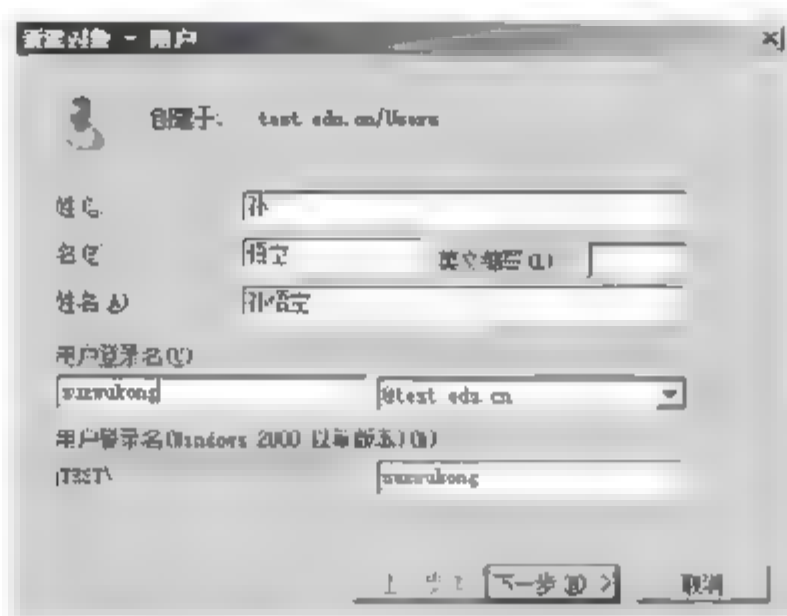 新建对象 - 用户
创建于: test.edu.cn/Users
姓(L)
孙
名(F)
悟空
英文缩写(I)
姓名(A)
孙悟空
用户登录名(U)
sunwukong
@test.edu.cn
用户登录名(Windows 2000 以前版本)(W)
TEST\
sunwukong
上一步
下一步(N) >
取消